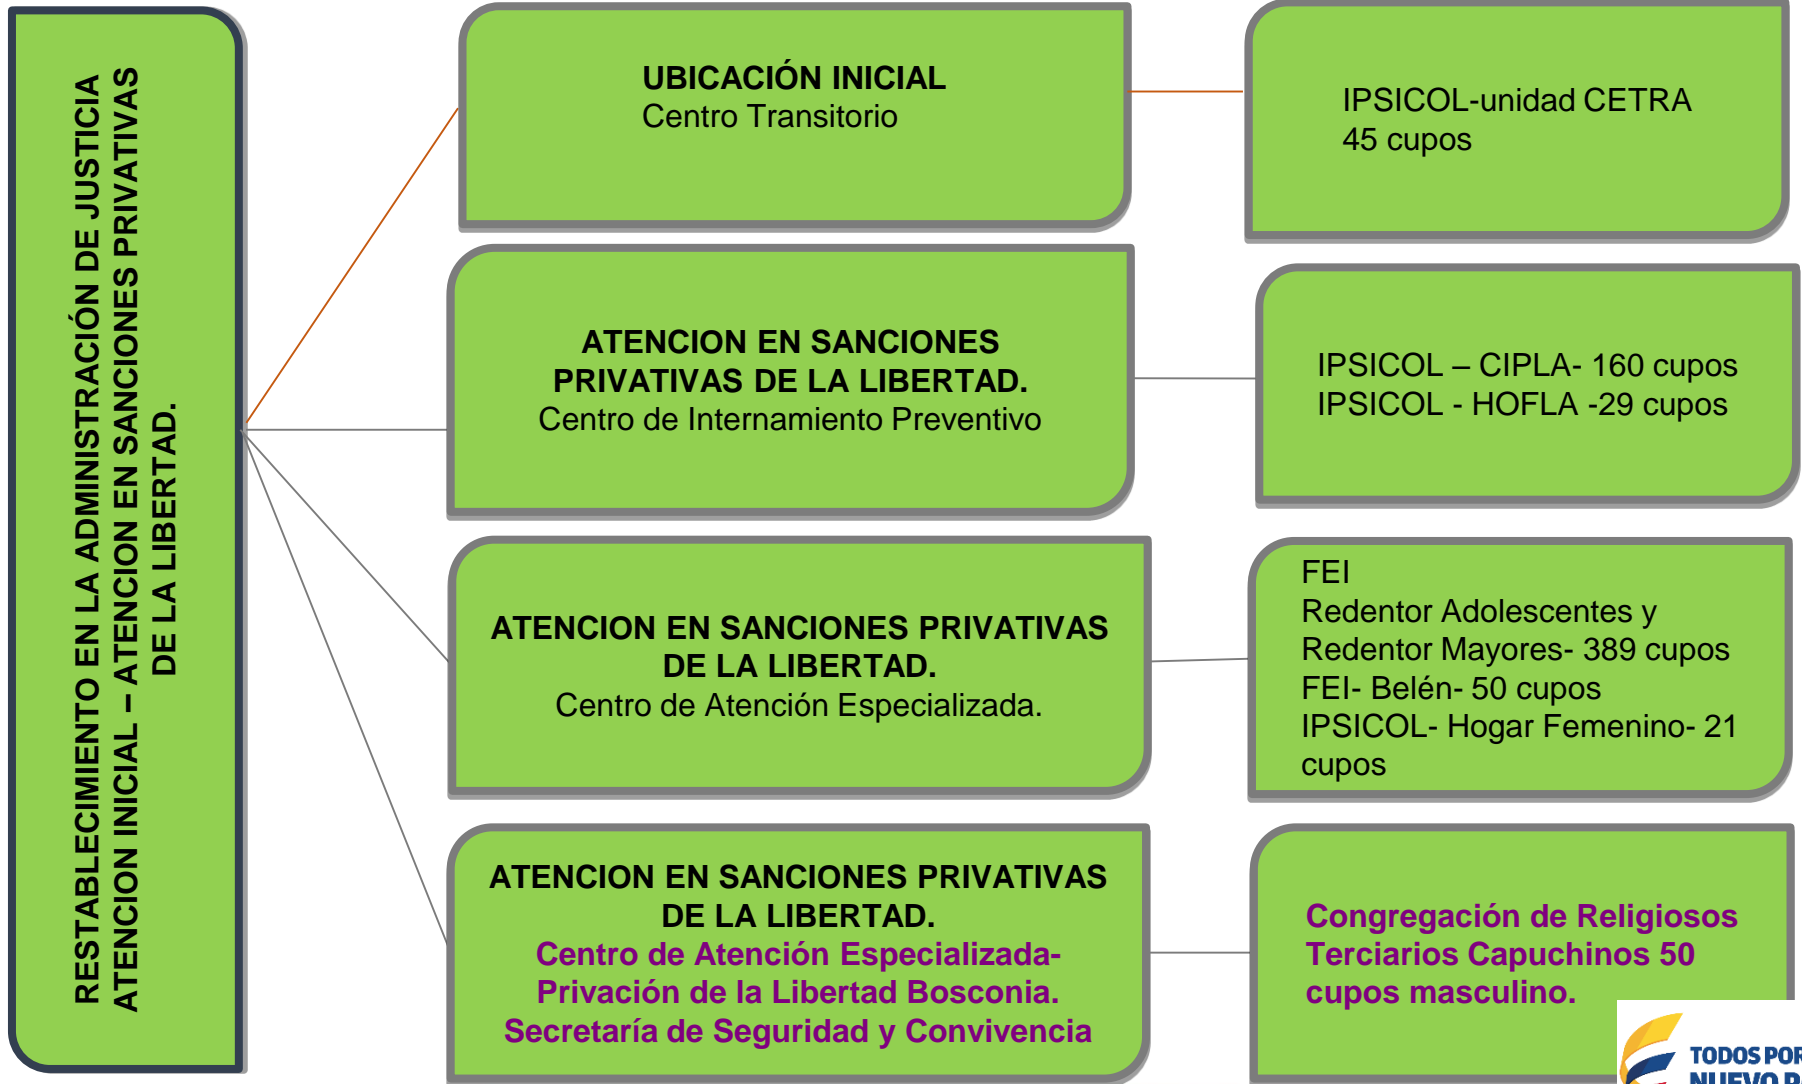 RESTABLECIMIENTO EN LA ADMINISTRACIÓN DE JUSTICIA
ATENCION INICIAL – ATENCION EN SANCIONES PRIVATIVAS
DE LA LIBERTAD.
UBICACIÓN INICIAL
Centro Transitorio
IPSICOL-unidad CETRA
45 cupos
ATENCION EN SANCIONES
PRIVATIVAS DE LA LIBERTAD.
Centro de Internamiento Preventivo
IPSICOL – CIPLA- 160 cupos
IPSICOL - HOFLA -29 cupos
ATENCION EN SANCIONES PRIVATIVAS
DE LA LIBERTAD.
Centro de Atención Especializada.
FEI
Redentor Adolescentes y
Redentor Mayores- 389 cupos
FEI- Belén- 50 cupos
IPSICOL- Hogar Femenino- 21
cupos
ATENCION EN SANCIONES PRIVATIVAS
DE LA LIBERTAD.
Centro de Atención Especializada-
Privación de la Libertad Bosconia.
Secretaría de Seguridad y Convivencia
Congregación de Religiosos
Terciarios Capuchinos 50
cupos masculino.
TODOS POR
NUEVO